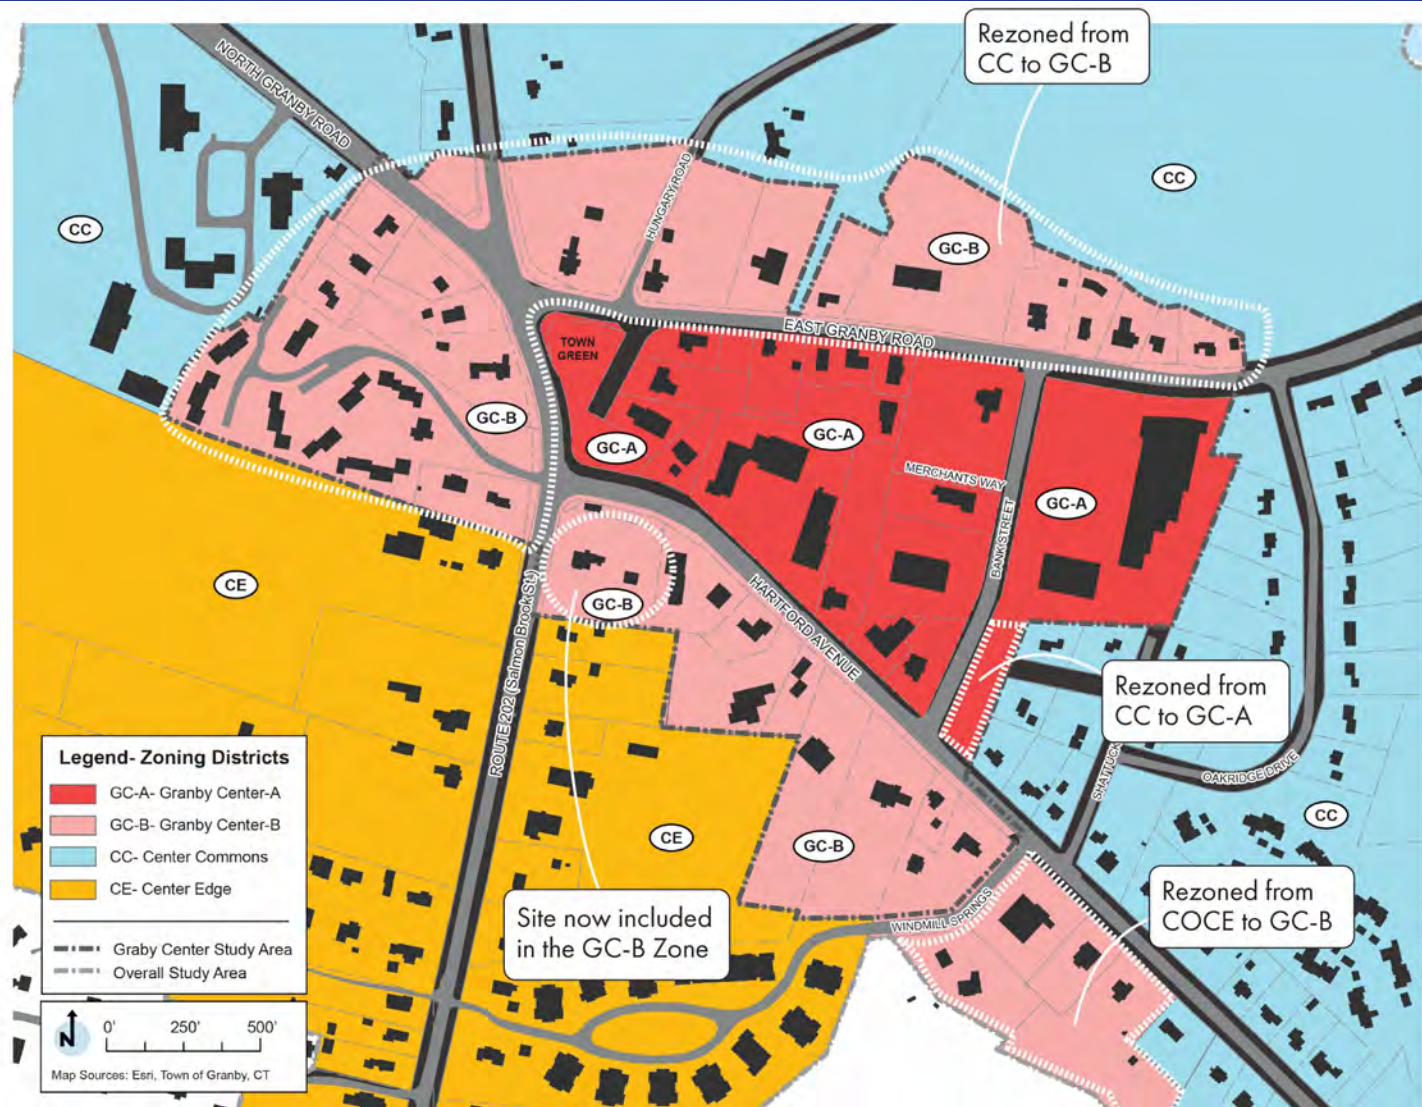 Rezoned from
CC to GC-B
NORTH GRANBY ROAD
HUNGARY ROAD
CC
CC
GC-B
EAST GRANBY ROAD
TOWN
GREEN
GC-B
GC-A
GC-A
MERCHANTS WAY
GC-A
BANK STREET
CE
GC-B
HARTFORD AVENUE
ROUTE 202 (Salmon Brook St.)
Rezoned from
CC to GC-A
SHATTUCK
OAKRIDGE DRIVE
CC
CE
GC-B
Rezoned from
COCE to GC-B
WINDMILL SPRINGS
Site now included
in the GC-B Zone
Legend- Zoning Districts
GC-A- Granby Center-A
GC-B- Granby Center-B
CC- Center Commons
CE- Center Edge
Graby Center Study Area
Overall Study Area
N
0' 250' 500'
Map Sources: Esri, Town of Granby, CT